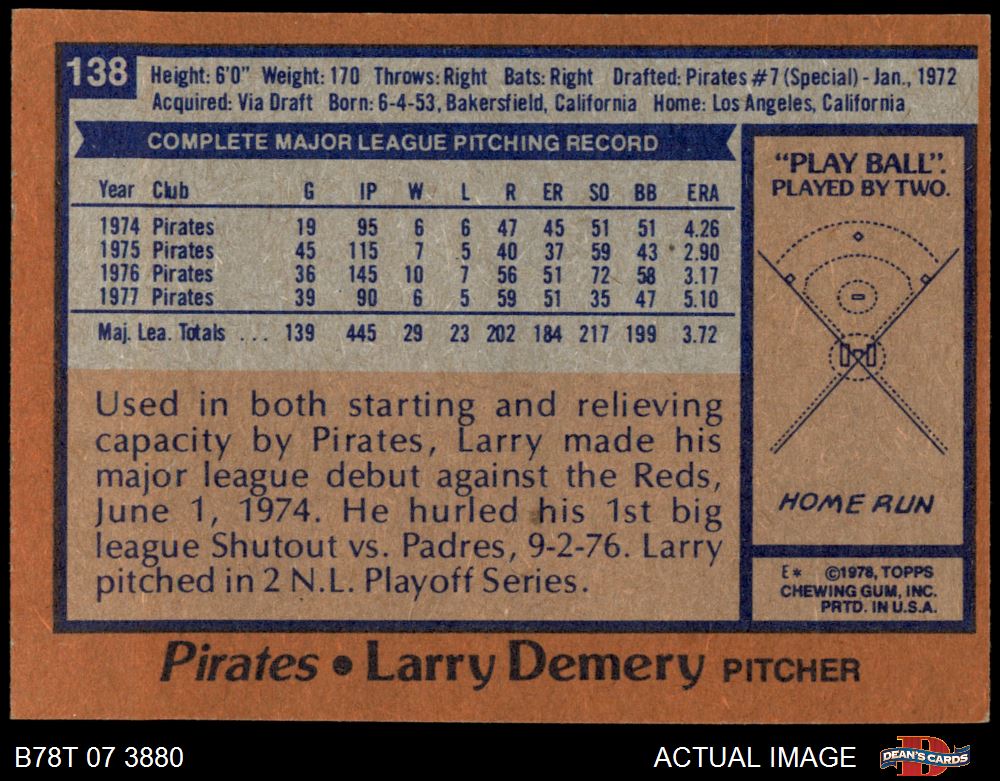 138
Height: 6'0" Weight: 170 Throws: Right Bats: Right Drafted: Pirates #7 (Special) - Jan., 1972
Acquired: Via Draft Born: 6-4-53, Bakersfield, California Home: Los Angeles, California
COMPLETE MAJOR LEAGUE PITCHING RECORD
Year Club G IP W L R ER SO BB ERA
1974 Pirates 19 95 6 6 47 45 51 51 4.26
1975 Pirates 45 115 7 5 40 37 59 43 2.90
1976 Pirates 36 145 10 7 56 51 72 58 3.17
1977 Pirates 39 90 6 5 59 51 35 47 5.10
Maj. Lea. Totals ... 139 445 29 23 202 184 217 199 3.72
Used in both starting and relieving
capacity by Pirates, Larry made his
major league debut against the Reds,
June 1, 1974. He hurled his 1st big
league Shutout vs. Padres, 9-2-76. Larry
pitched in 2 N.L. Playoff Series.
"PLAY BALL".
PLAYED BY TWO.
HOME RUN
E* ©1978, TOPPS
CHEWING GUM, INC.
PRTD. IN U.S.A.
Pirates • Larry Demery PITCHER
B78T 07 3880
ACTUAL IMAGE
DEAN'S CARDS